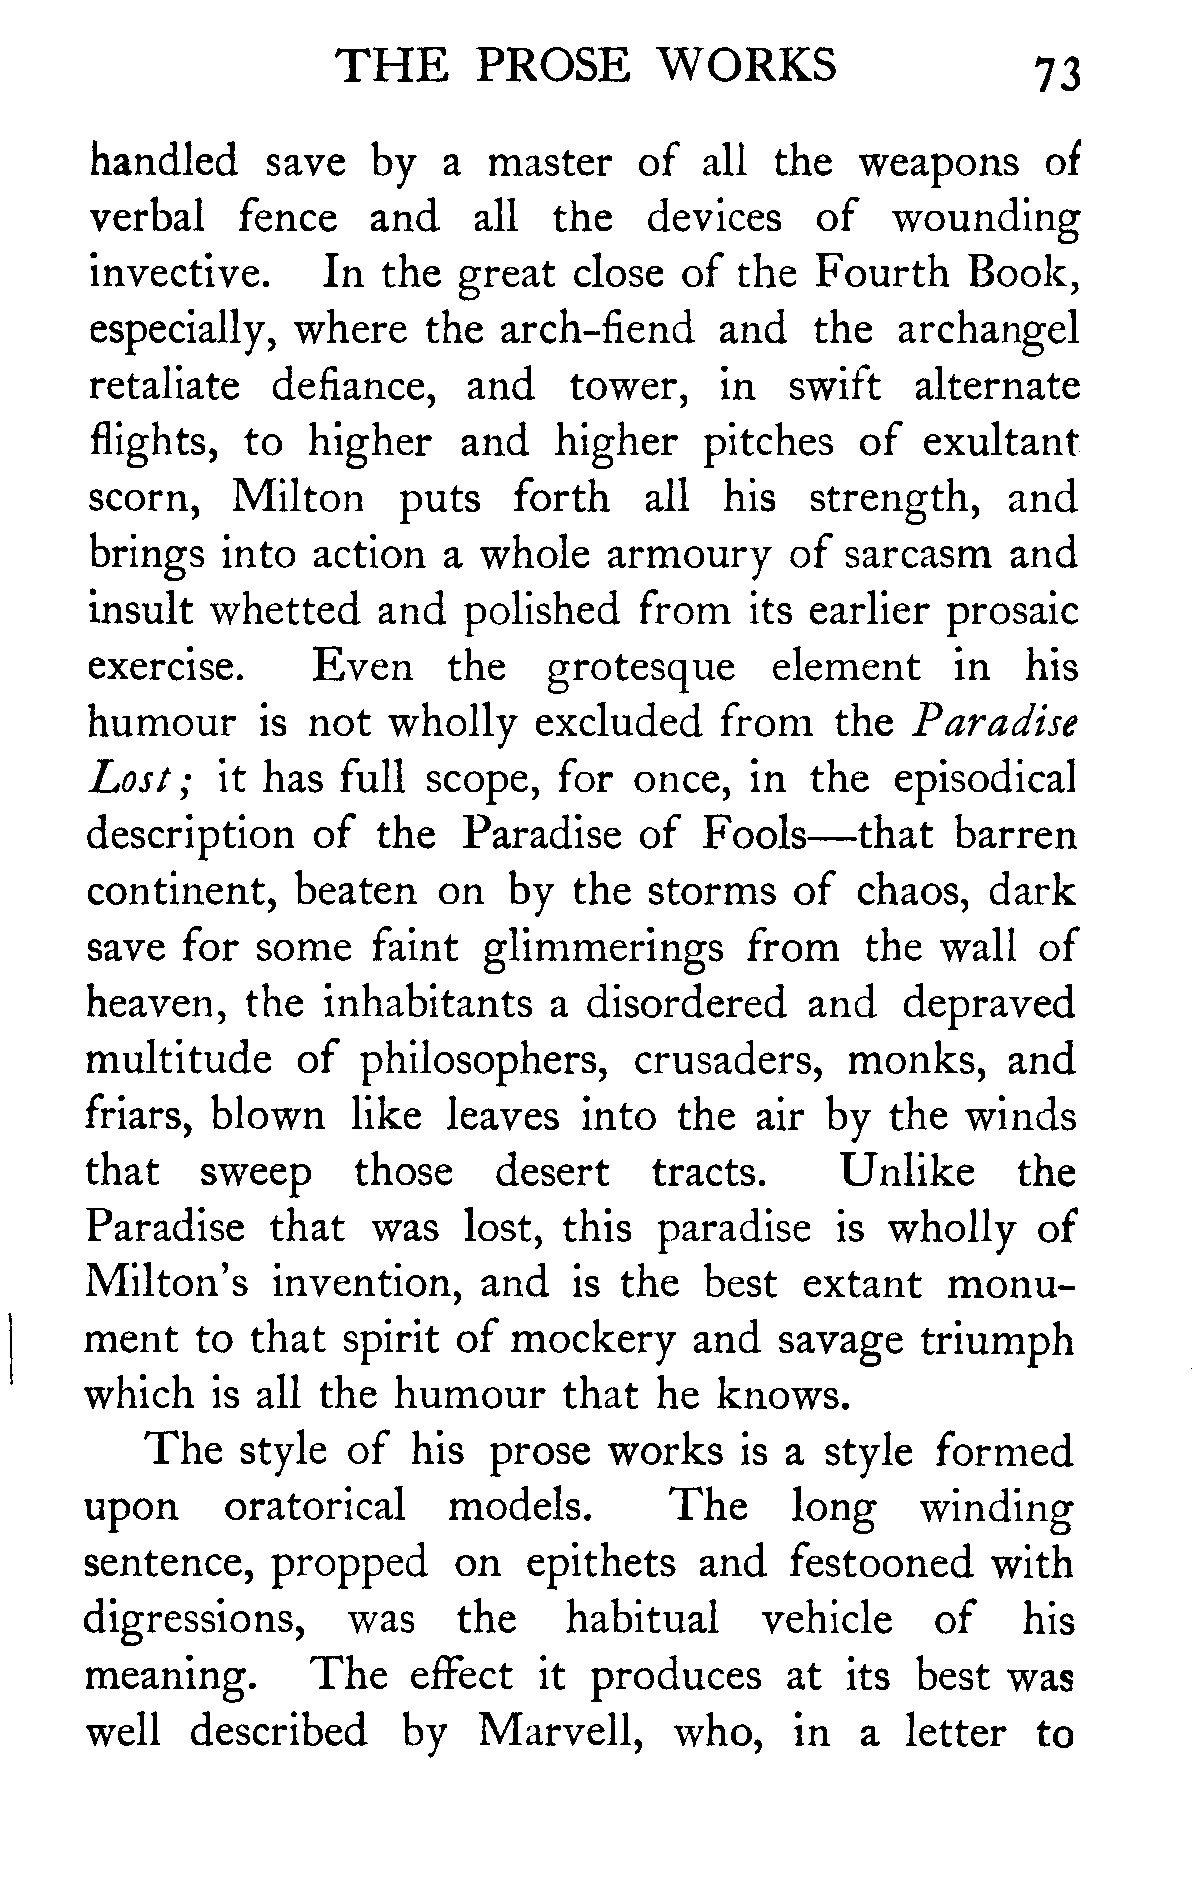 THE PROSE WORKS 73
handled save by a master of all the weapons of
verbal fence and all the devices of wounding
invective. In the great close of the Fourth Book,
especially, where the arch-fiend and the archangel
retaliate defiance, and tower, in swift alternate
flights, to higher and higher pitches of exultant
scorn, Milton puts forth all his strength, and
brings into action a whole armoury of sarcasm and
insult whetted and polished from its earlier prosaic
exercise. Even the grotesque element in his
humour is not wholly excluded from the Paradise
Lost; it has full scope, for once, in the episodical
description of the Paradise of Fools—that barren
continent, beaten on by the storms of chaos, dark
save for some faint glimmerings from the wall of
heaven, the inhabitants a disordered and depraved
multitude of philosophers, crusaders, monks, and
friars, blown like leaves into the air by the winds
that sweep those desert tracts. Unlike the
Paradise that was lost, this paradise is wholly of
Milton's invention, and is the best extant monu-
ment to that spirit of mockery and savage triumph
which is all the humour that he knows.
The style of his prose works is a style formed
upon oratorical models. The long winding
sentence, propped on epithets and festooned with
digressions, was the habitual vehicle of his
meaning. The effect it produces at its best was
well described by Marvell, who, in a letter to